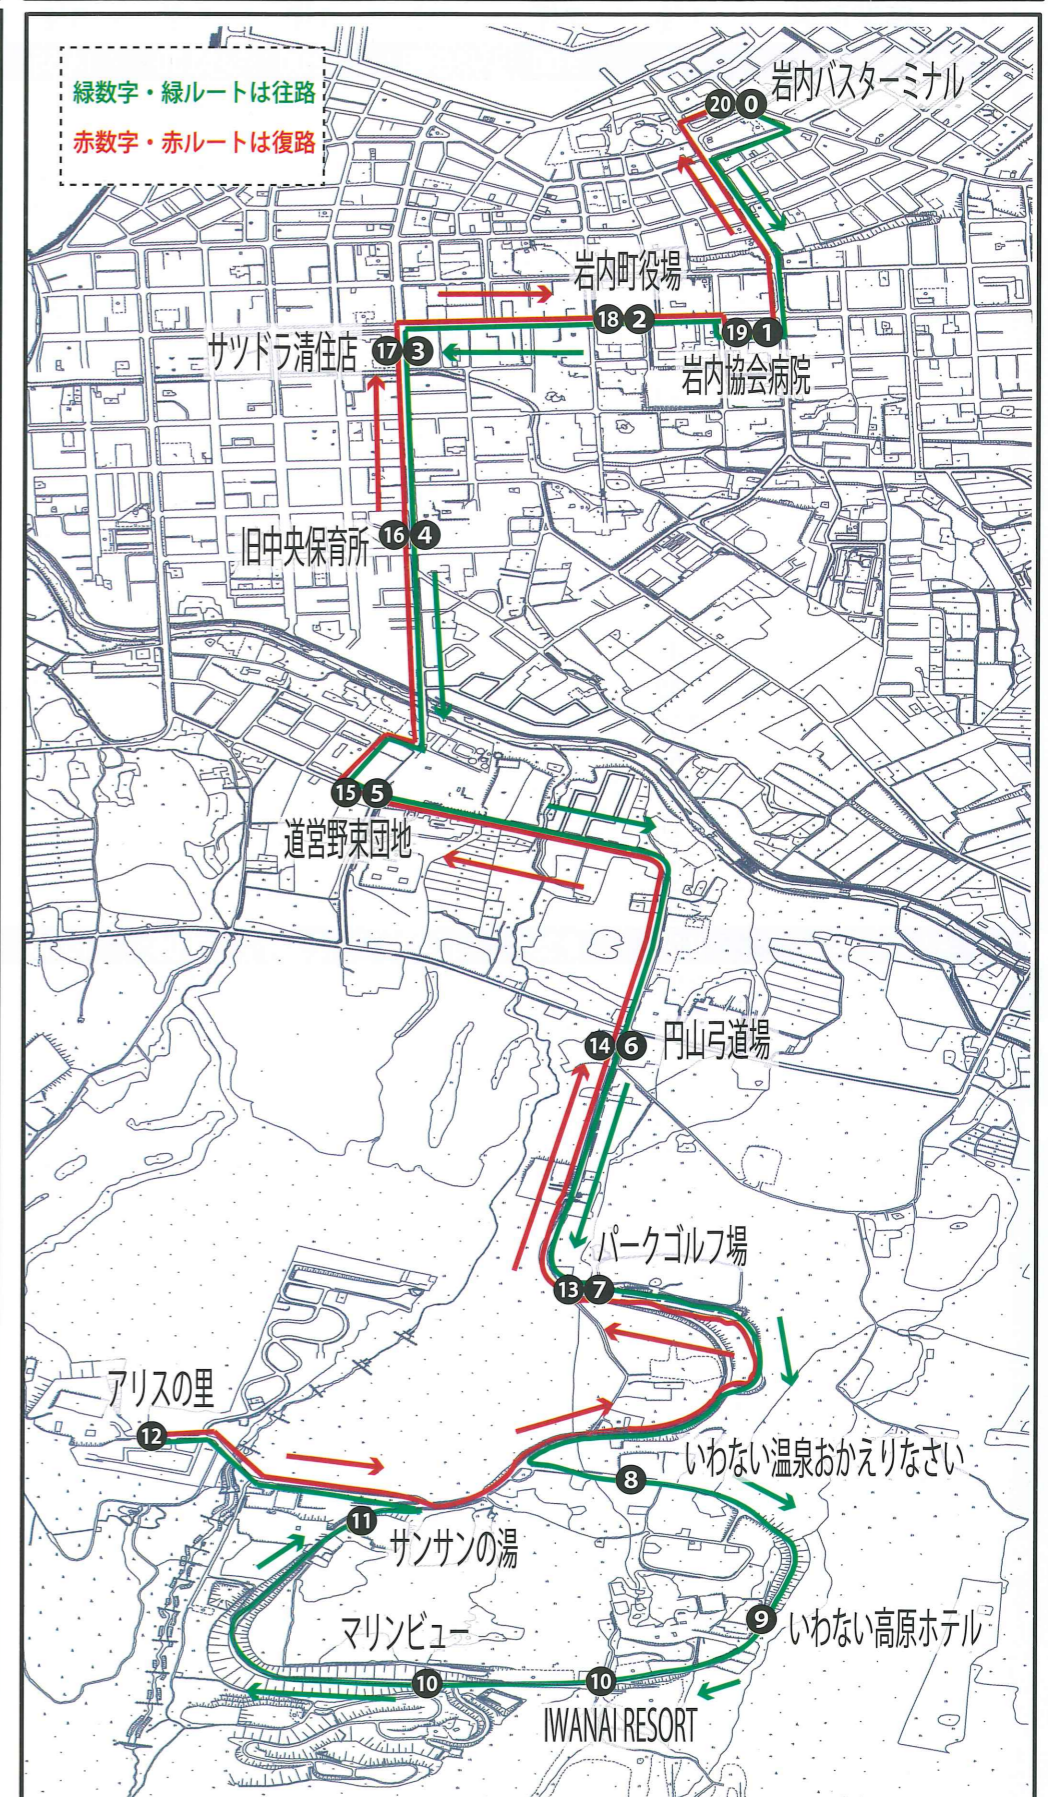 緑数字・緑ルートは往路
赤数字・赤ルートは復路
20 0 岩内バスターミナル
岩内町役場
18 2
19 1
岩内協会病院
サツドラ清住店 17 3
旧中央保育所 16 4
15 5
道営野束団地
14 6 円山弓道場
パークゴルフ場
13 7
アリスの里
12
いわない温泉おかえりなさい
8
11
サンサンの湯
9 いわない高原ホテル
マリンビュー
10 10
IWANAI RESORT